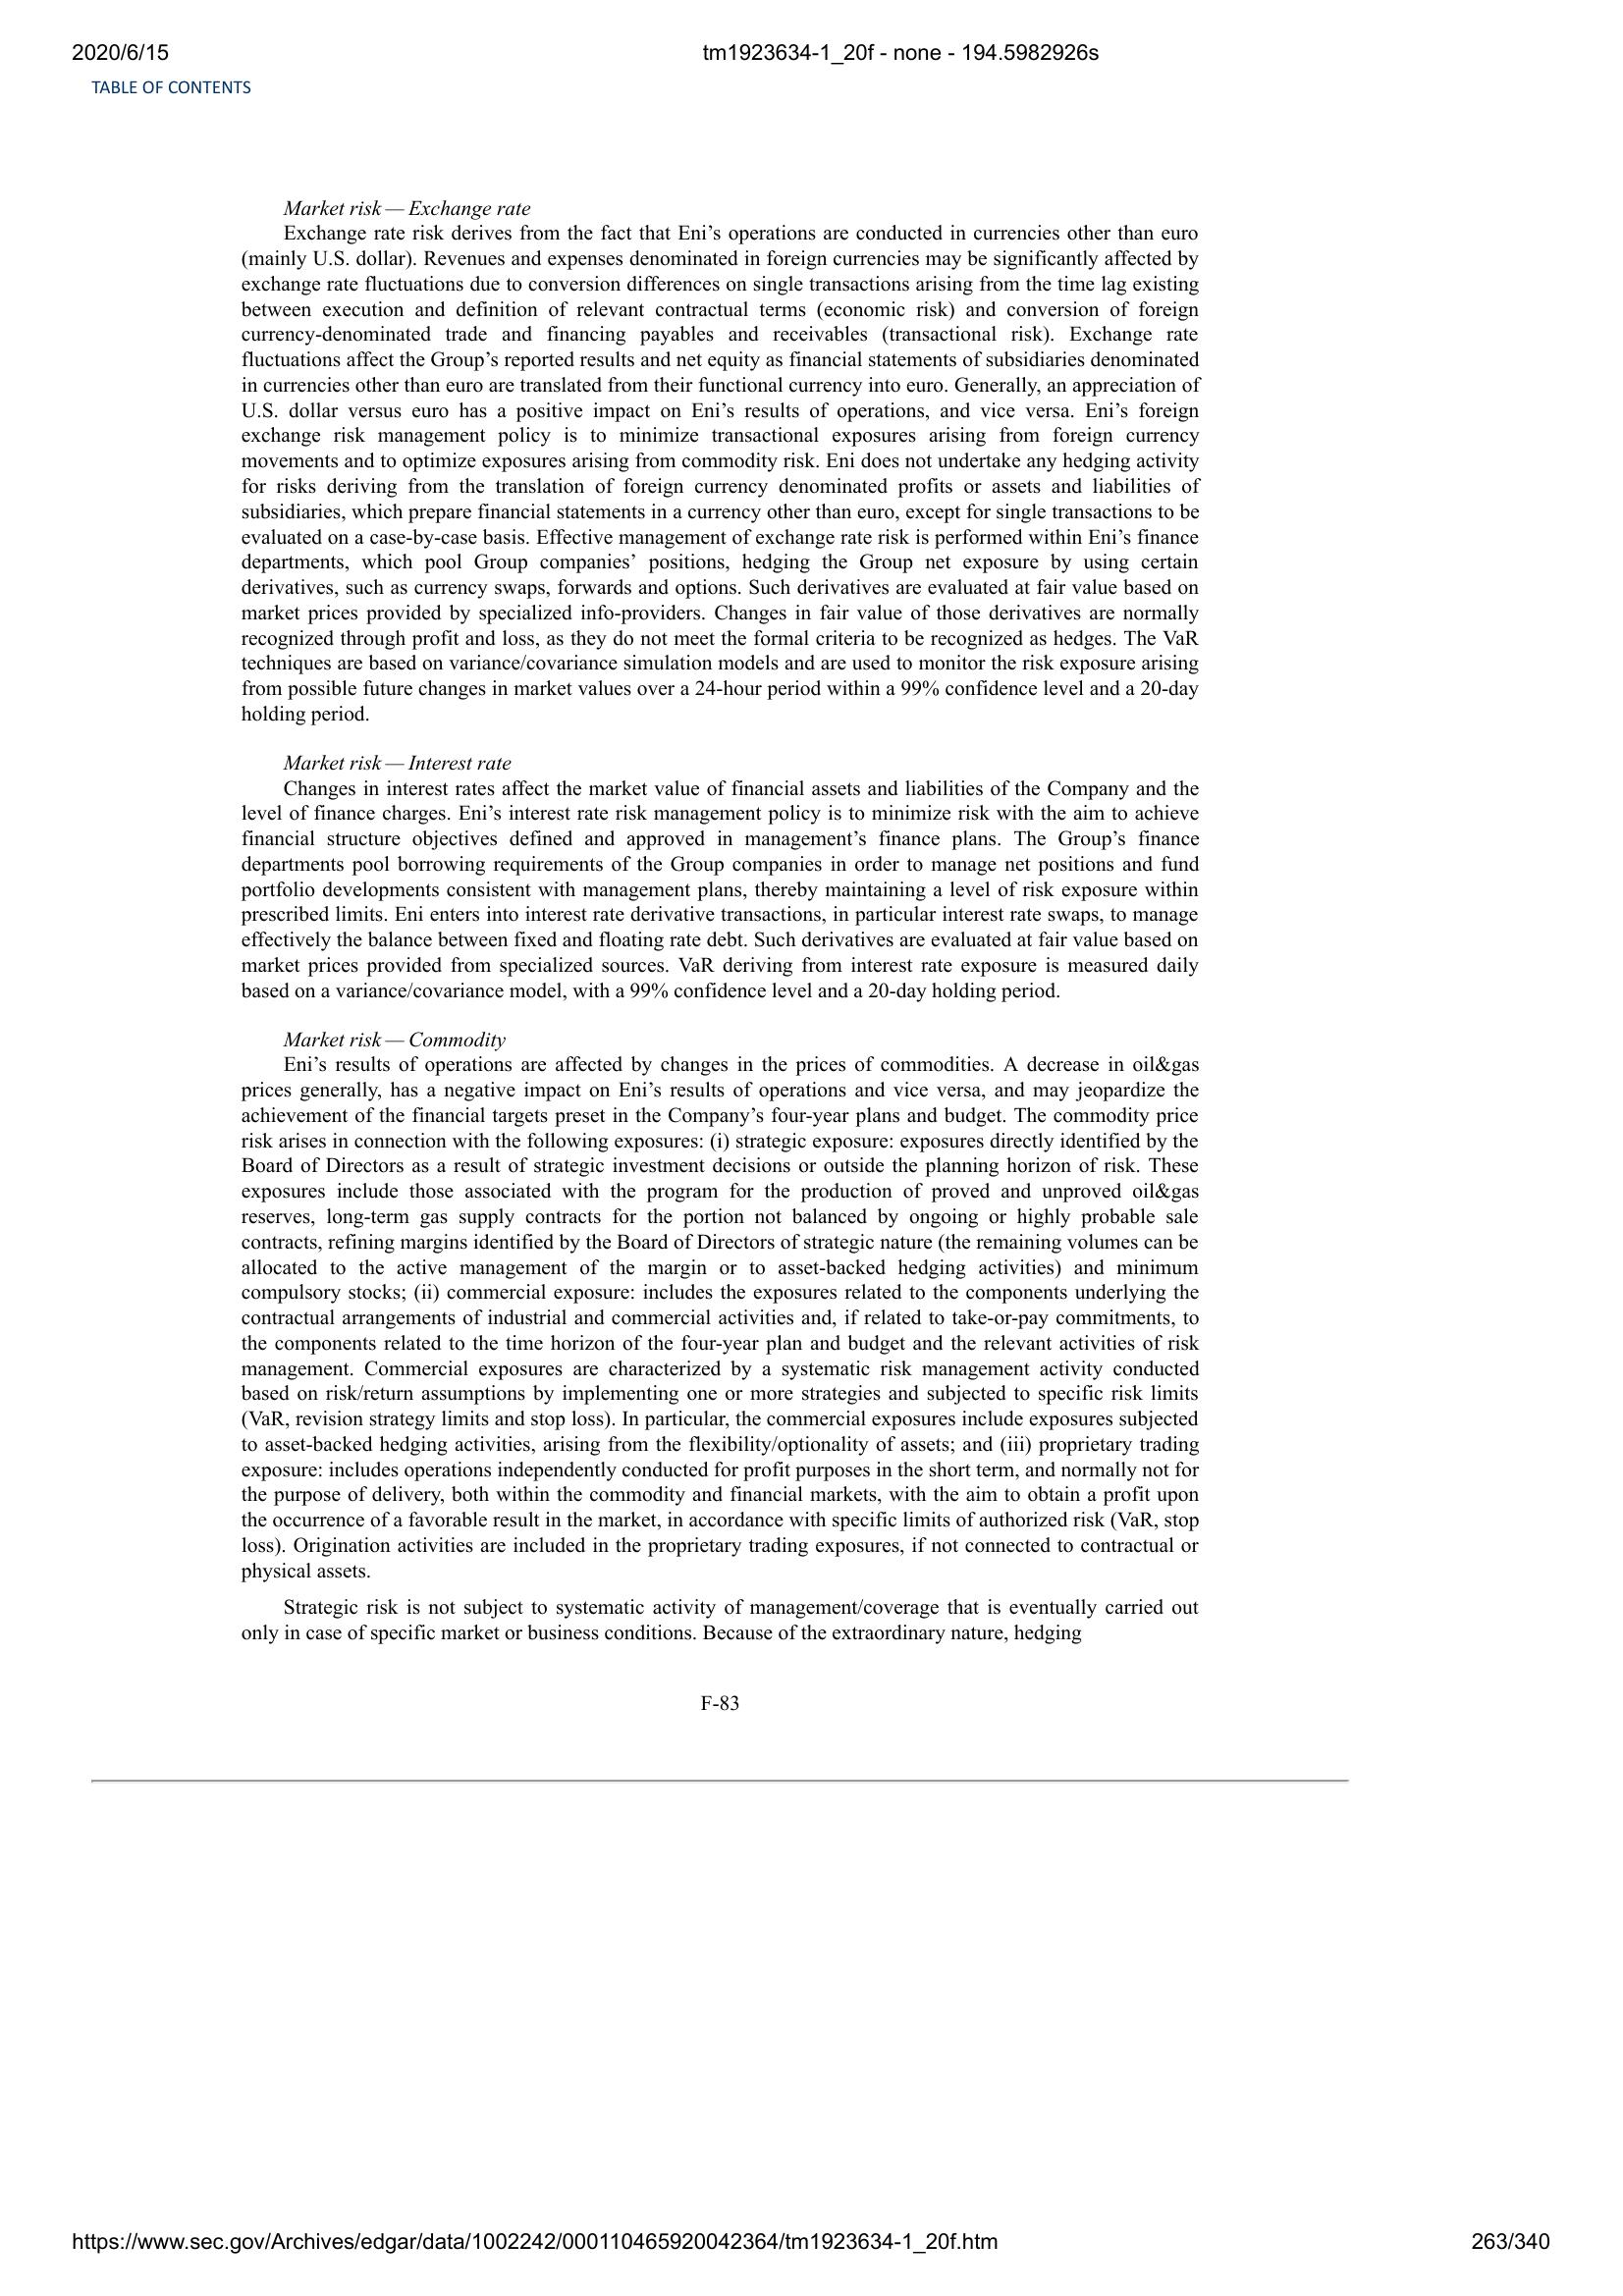 2020/6/15
tm1923634-1_20f - none - 194.5982926s
TABLE OF CONTENTS
Market risk — Exchange rate
Exchange rate risk derives from the fact that Eni’s operations are conducted in currencies other than euro
(mainly U.S. dollar). Revenues and expenses denominated in foreign currencies may be significantly affected by
exchange rate fluctuations due to conversion differences on single transactions arising from the time lag existing
between execution and definition of relevant contractual terms (economic risk) and conversion of foreign
currency-denominated trade and financing payables and receivables (transactional risk). Exchange rate
fluctuations affect the Group’s reported results and net equity as financial statements of subsidiaries denominated
in currencies other than euro are translated from their functional currency into euro. Generally, an appreciation of
U.S. dollar versus euro has a positive impact on Eni’s results of operations, and vice versa. Eni’s foreign
exchange risk management policy is to minimize transactional exposures arising from foreign currency
movements and to optimize exposures arising from commodity risk. Eni does not undertake any hedging activity
for risks deriving from the translation of foreign currency denominated profits or assets and liabilities of
subsidiaries, which prepare financial statements in a currency other than euro, except for single transactions to be
evaluated on a case-by-case basis. Effective management of exchange rate risk is performed within Eni’s finance
departments, which pool Group companies’ positions, hedging the Group net exposure by using certain
derivatives, such as currency swaps, forwards and options. Such derivatives are evaluated at fair value based on
market prices provided by specialized info-providers. Changes in fair value of those derivatives are normally
recognized through profit and loss, as they do not meet the formal criteria to be recognized as hedges. The VaR
techniques are based on variance/covariance simulation models and are used to monitor the risk exposure arising
from possible future changes in market values over a 24-hour period within a 99% confidence level and a 20-day
holding period.
Market risk — Interest rate
Changes in interest rates affect the market value of financial assets and liabilities of the Company and the
level of finance charges. Eni’s interest rate risk management policy is to minimize risk with the aim to achieve
financial structure objectives defined and approved in management’s finance plans. The Group’s finance
departments pool borrowing requirements of the Group companies in order to manage net positions and fund
portfolio developments consistent with management plans, thereby maintaining a level of risk exposure within
prescribed limits. Eni enters into interest rate derivative transactions, in particular interest rate swaps, to manage
effectively the balance between fixed and floating rate debt. Such derivatives are evaluated at fair value based on
market prices provided from specialized sources. VaR deriving from interest rate exposure is measured daily
based on a variance/covariance model, with a 99% confidence level and a 20-day holding period.
Market risk — Commodity
Eni’s results of operations are affected by changes in the prices of commodities. A decrease in oil&gas
prices generally, has a negative impact on Eni’s results of operations and vice versa, and may jeopardize the
achievement of the financial targets preset in the Company’s four-year plans and budget. The commodity price
risk arises in connection with the following exposures: (i) strategic exposure: exposures directly identified by the
Board of Directors as a result of strategic investment decisions or outside the planning horizon of risk. These
exposures include those associated with the program for the production of proved and unproved oil&gas
reserves, long-term gas supply contracts for the portion not balanced by ongoing or highly probable sale
contracts, refining margins identified by the Board of Directors of strategic nature (the remaining volumes can be
allocated to the active management of the margin or to asset-backed hedging activities) and minimum
compulsory stocks; (ii) commercial exposure: includes the exposures related to the components underlying the
contractual arrangements of industrial and commercial activities and, if related to take-or-pay commitments, to
the components related to the time horizon of the four-year plan and budget and the relevant activities of risk
management. Commercial exposures are characterized by a systematic risk management activity conducted
based on risk/return assumptions by implementing one or more strategies and subjected to specific risk limits
(VaR, revision strategy limits and stop loss). In particular, the commercial exposures include exposures subjected
to asset-backed hedging activities, arising from the flexibility/optionality of assets; and (iii) proprietary trading
exposure: includes operations independently conducted for profit purposes in the short term, and normally not for
the purpose of delivery, both within the commodity and financial markets, with the aim to obtain a profit upon
the occurrence of a favorable result in the market, in accordance with specific limits of authorized risk (VaR, stop
loss). Origination activities are included in the proprietary trading exposures, if not connected to contractual or
physical assets.
Strategic risk is not subject to systematic activity of management/coverage that is eventually carried out
only in case of specific market or business conditions. Because of the extraordinary nature, hedging
F-83
https://www.sec.gov/Archives/edgar/data/1002242/000110465920042364/tm1923634-1_20f.htm
263/340